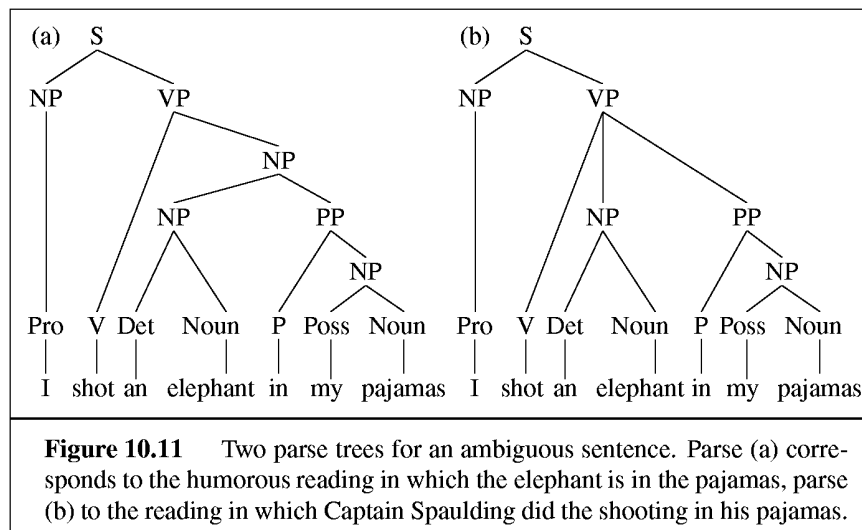 (a) S (b) S
NP VP NP VP
NP
NP PP NP PP
NP NP
Pro V Det Noun P Poss Noun Pro V Det Noun P Poss Noun
I shot an elephant in my pajamas I shot an elephant in my pajamas
Figure 10.11 Two parse trees for an ambiguous sentence. Parse (a) corre-
sponds to the humorous reading in which the elephant is in the pajamas, parse
(b) to the reading in which Captain Spaulding did the shooting in his pajamas.